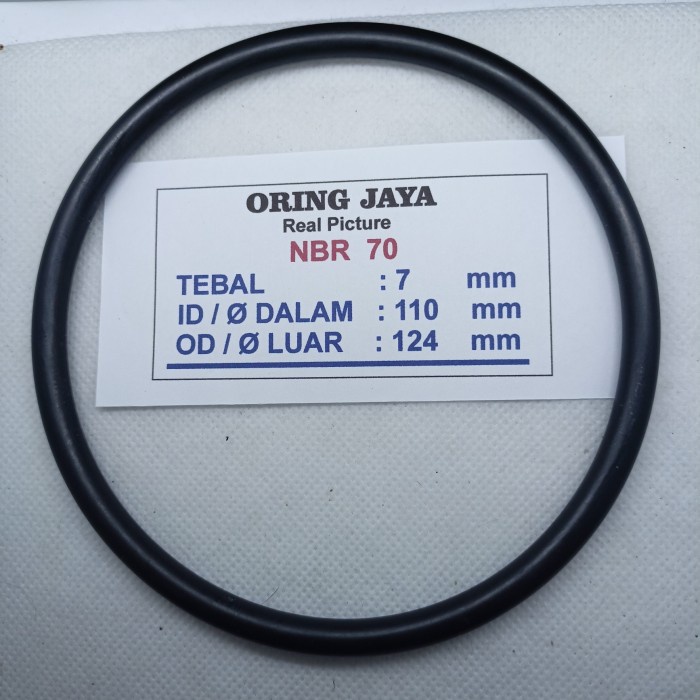 ORING JAYA
Real Picture
NBR 70
TEBAL : 7 mm
ID / Ø DALAM : 110 mm
OD / Ø LUAR : 124 mm